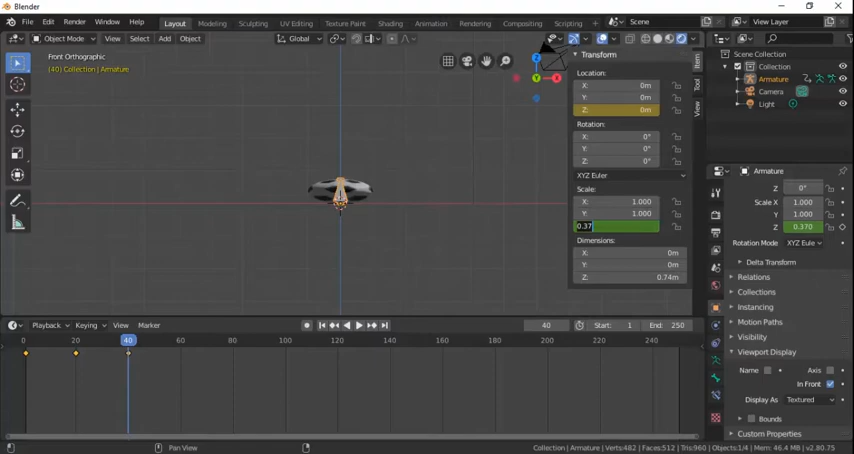 Blender
File Edit Render Window Help Layout Modeling Sculpting UV Editing Texture Paint Shading Animation Rendering Compositing Scripting Scene View Layer
Object Mode View Select Add Object Global
Front Orthographic
(40) Collection | Armature
Z
Y
X
Transform
Location:
X: 0m
Y: 0m
Z: 0m
Rotation:
X: 0°
Y: 0°
Z: 0°
XYZ Euler
Scale:
X: 1.000
Y: 1.000
0.37
Dimensions:
X: 0m
Y: 0m
Z: 0.74m
Item
Tool
View
Scene Collection
Collection
Armature
Camera
Light
Armature
Z 0°
Scale X 1.000
Y 1.000
Z 0.370
Rotation Mode XYZ Eule
Delta Transform
Relations
Collections
Instancing
Motion Paths
Visibility
Viewport Display
Name Axis
In Front
Display As Textured
Bounds
Custom Properties
Playback Keying View Marker 40 Start: 1 End: 250
0 20 40 60 80 100 120 140 160 180 200 220 240
Pan View
Collection | Armature | Verts:482 | Faces:512 | Tris:960 | Objects:1/4 | Mem: 46.4 MB | v2.80.75